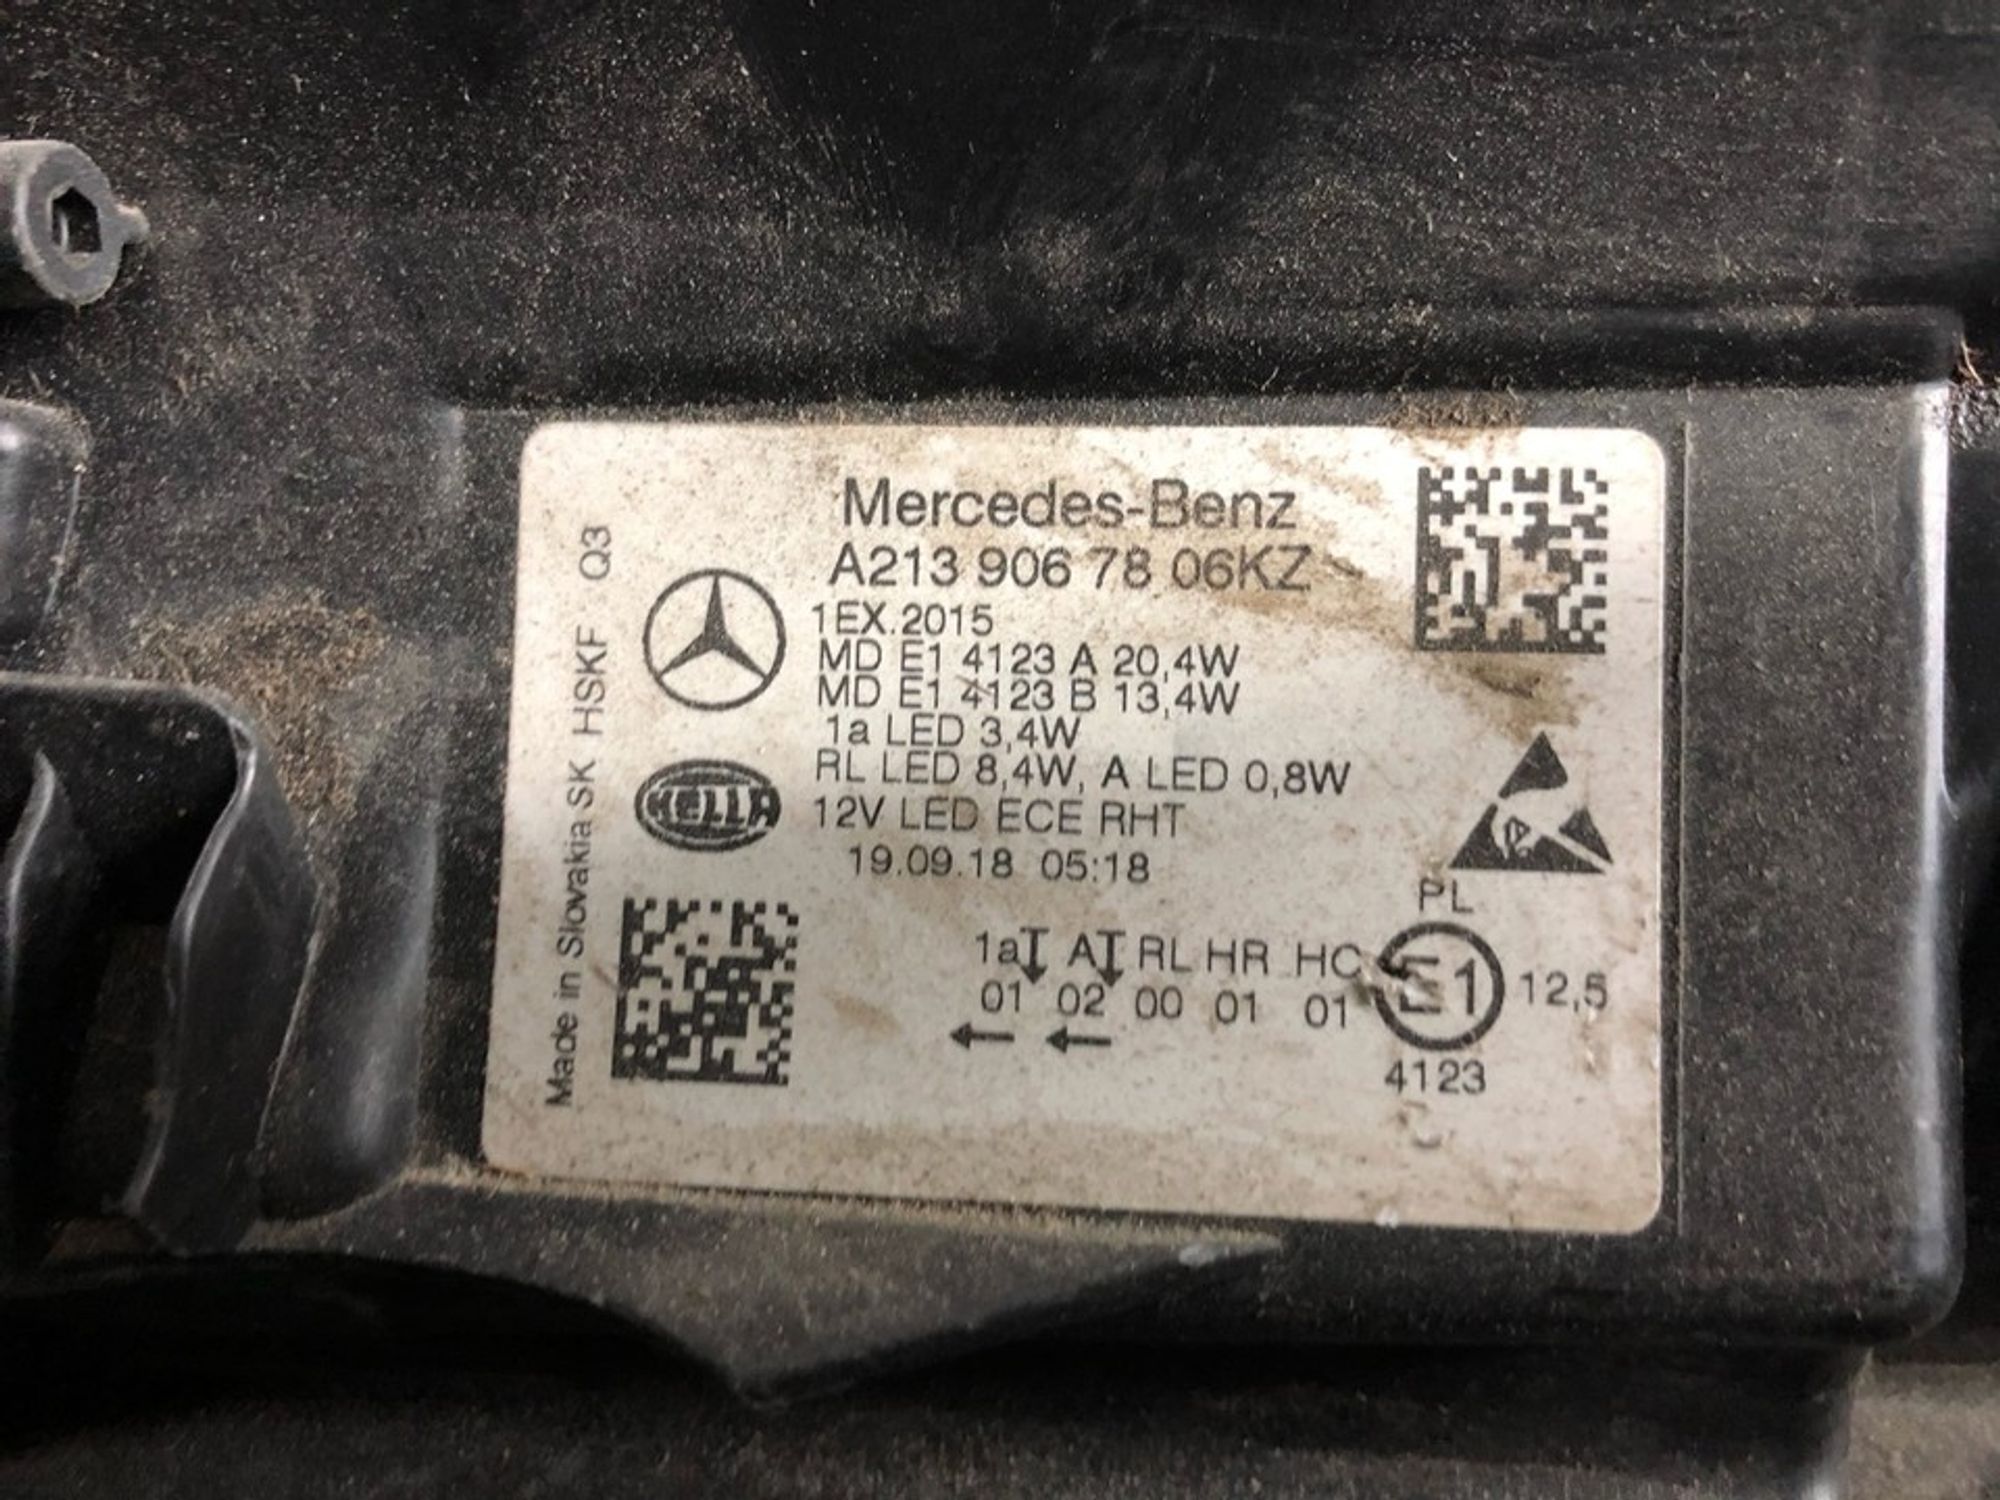 Mercedes-Benz
A213 906 78 06KZ
1EX.2015
MD E1 4123 A 20,4W
MD E1 4123 B 13,4W
1a LED 3,4W
RL LED 8,4W, A LED 0,8W
12V LED ECE RHT
19.09.18 05:18
HELLA
Made in Slovakia SK HSKF Q3
PL
1a A RL HR HC E1 12,5
01 02 00 01 01
4123